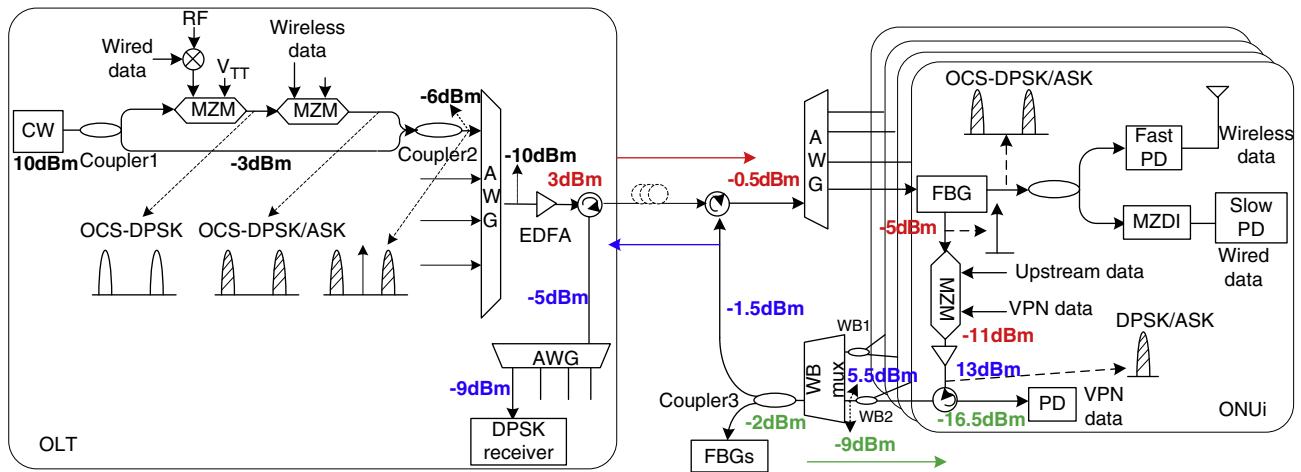 RF
Wired data
Wireless data
V_TT
MZM
MZM
CW
10dBm
Coupler1
-3dBm
-6dBm
Coupler2
AWG
-10dBm
EDFA
3dBm
OCS-DPSK
OCS-DPSK/ASK
-5dBm
AWG
-9dBm
DPSK receiver
OLT
-0.5dBm
AWG
-1.5dBm
Coupler3
-2dBm
FBGs
WB mux
WB1
5.5dBm
WB2
-9dBm
OCS-DPSK/ASK
FBG
-5dBm
Fast PD
Wireless data
MZDI
Slow PD
Wired data
MZM
Upstream data
VPN data
-11dBm
DPSK/ASK
13dBm
PD
VPN data
-16.5dBm
ONUi